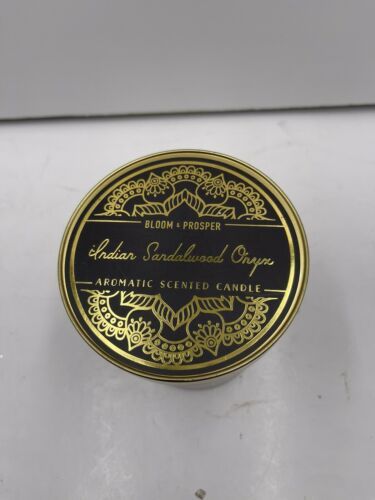 BLOOM & PROSPER
Indian Sandalwood Onyx
AROMATIC SCENTED CANDLE